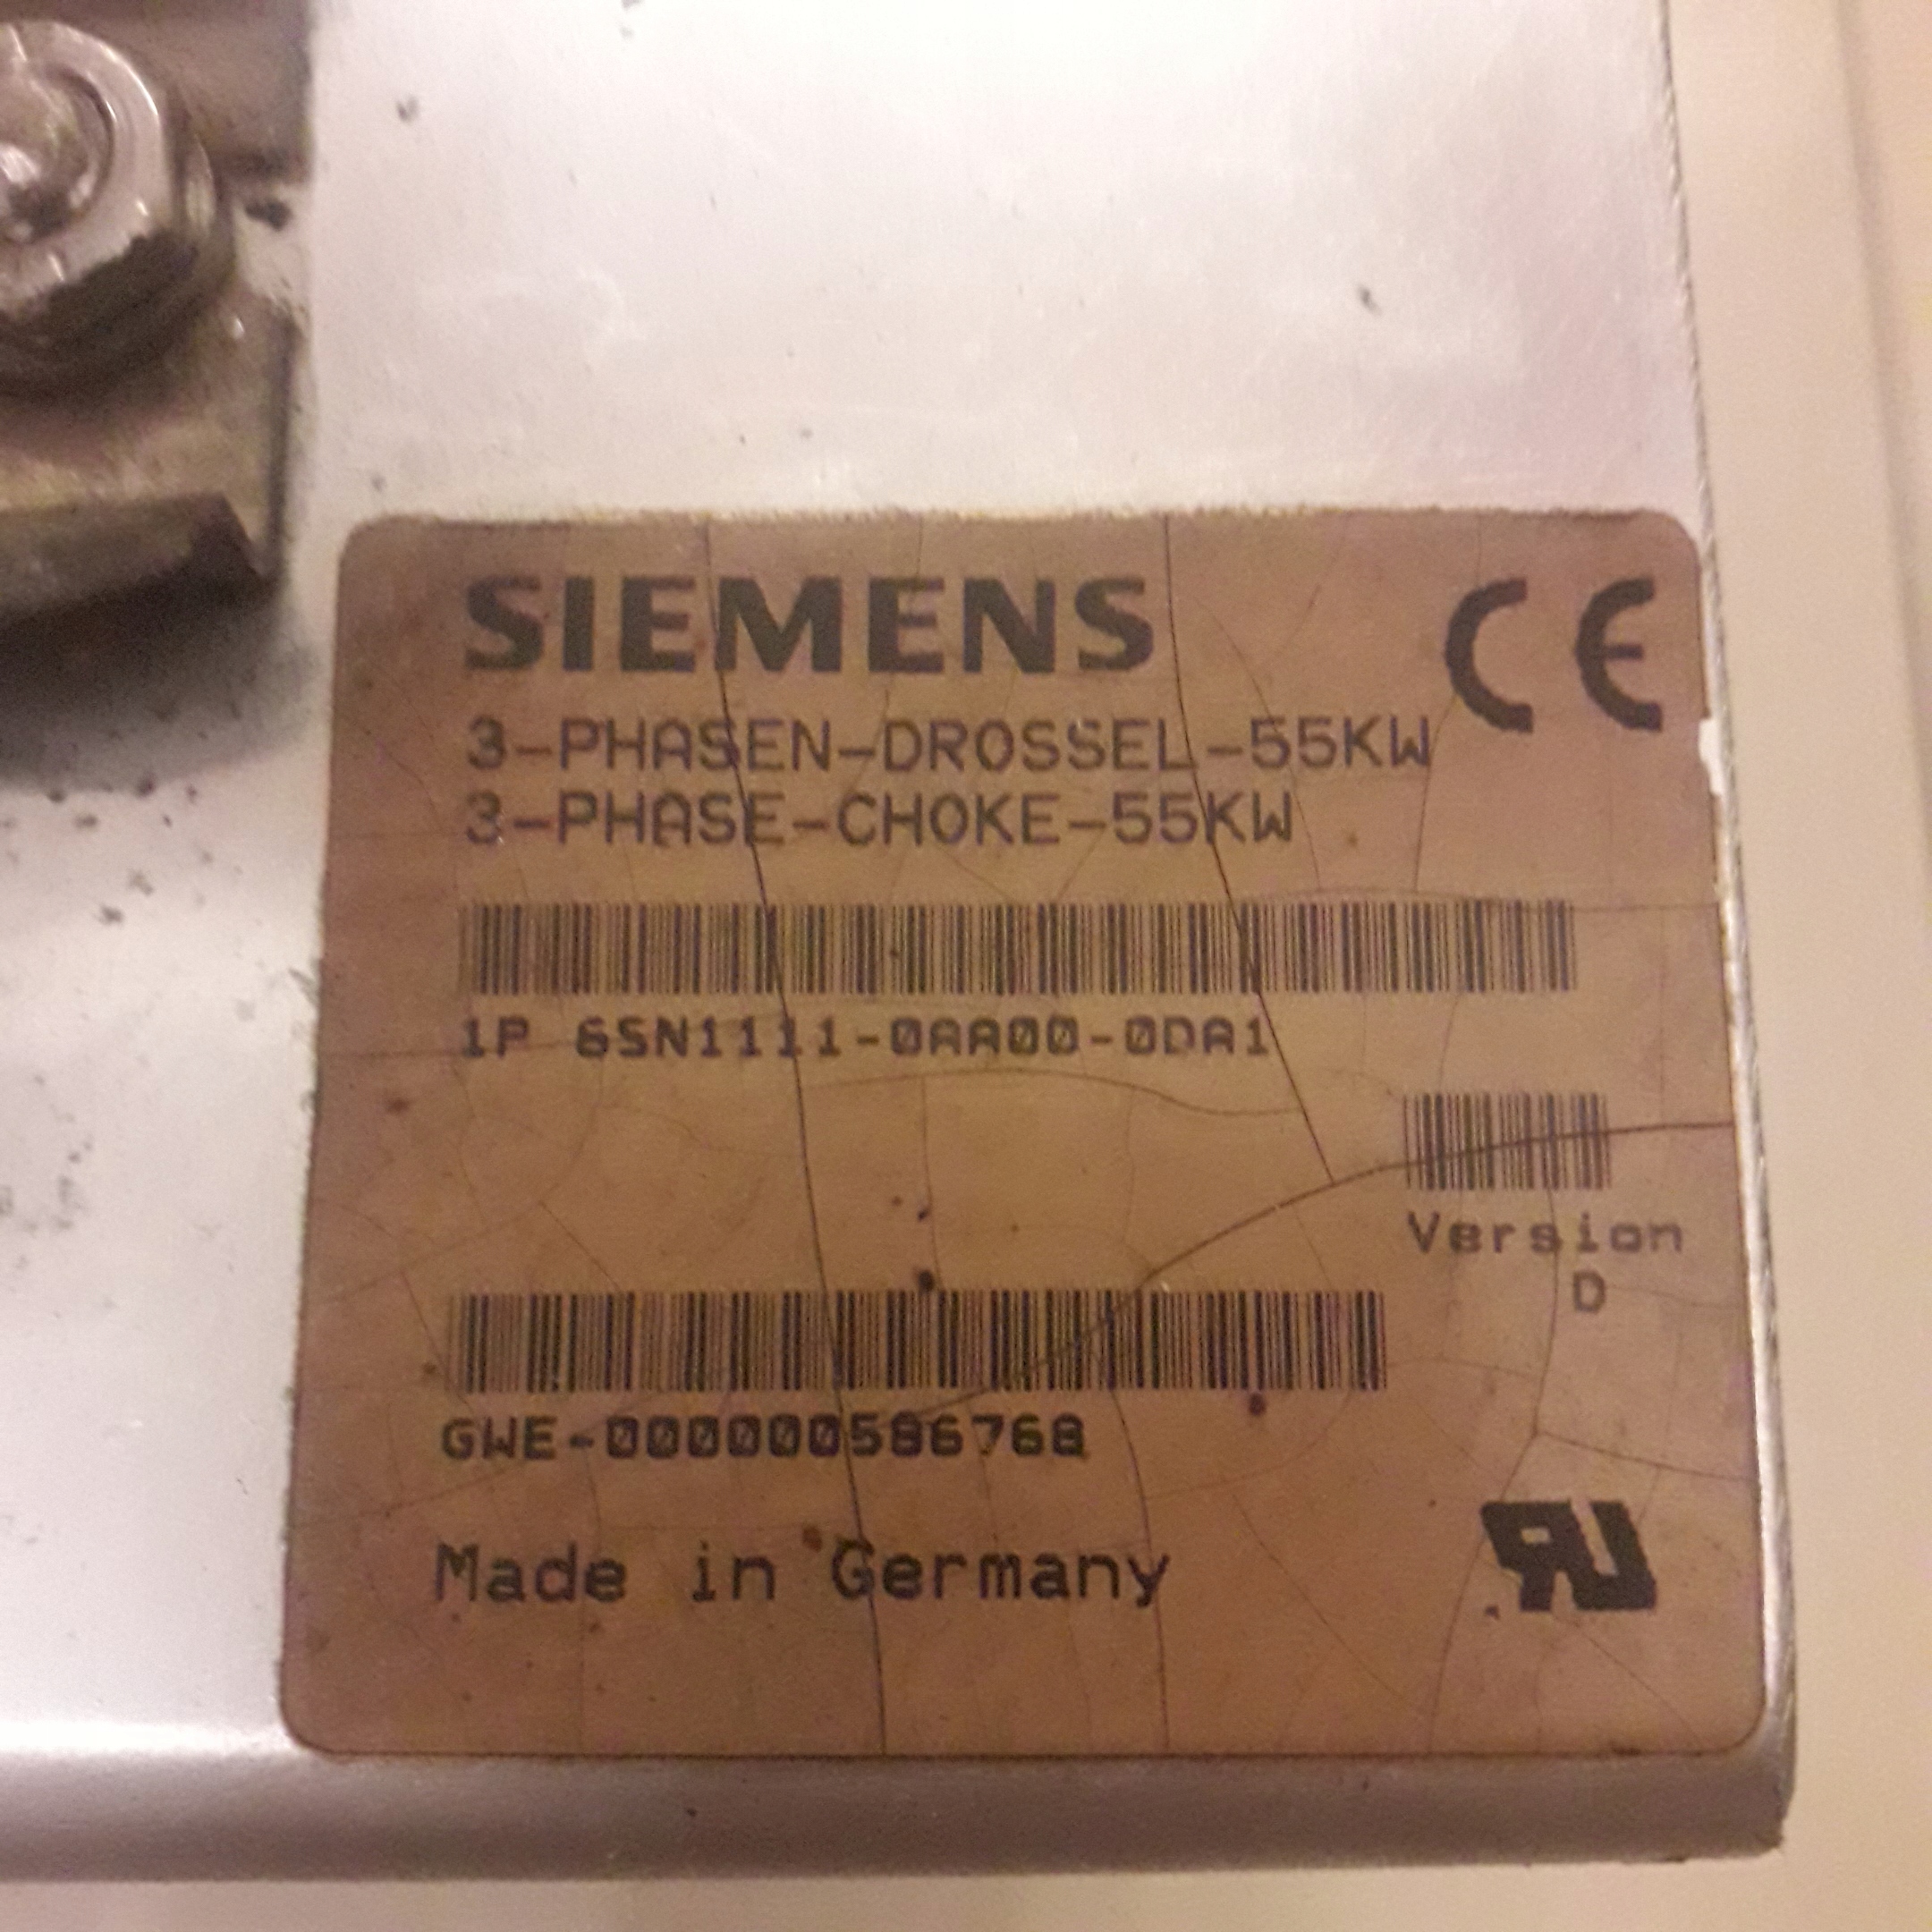 SIEMENS
CE
3-PHASEN-DROSSEL-55KW
3-PHASE-CHOKE-55KW
1P 6SN1111-0AA00-0DA1
Version
D
GWE-000000586768
Made in Germany
RU